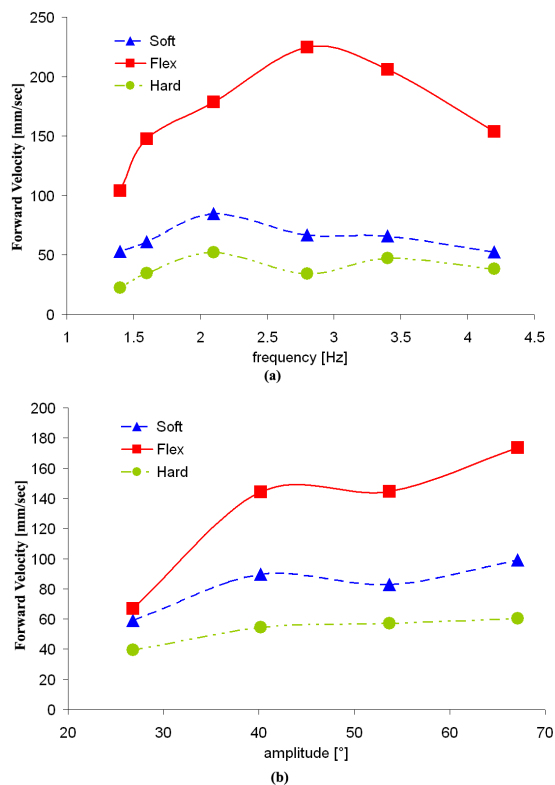 (a)
250
200
150
100
50
0
Forward Velocity [mm/sec]
Soft
Flex
Hard
1 1.5 2 2.5 3 3.5 4 4.5
frequency [Hz]
(a)
200
180
160
140
120
100
80
60
40
20
0
Forward Velocity [mm/sec]
Soft
Flex
Hard
20 30 40 50 60 70
amplitude [°]
(b)